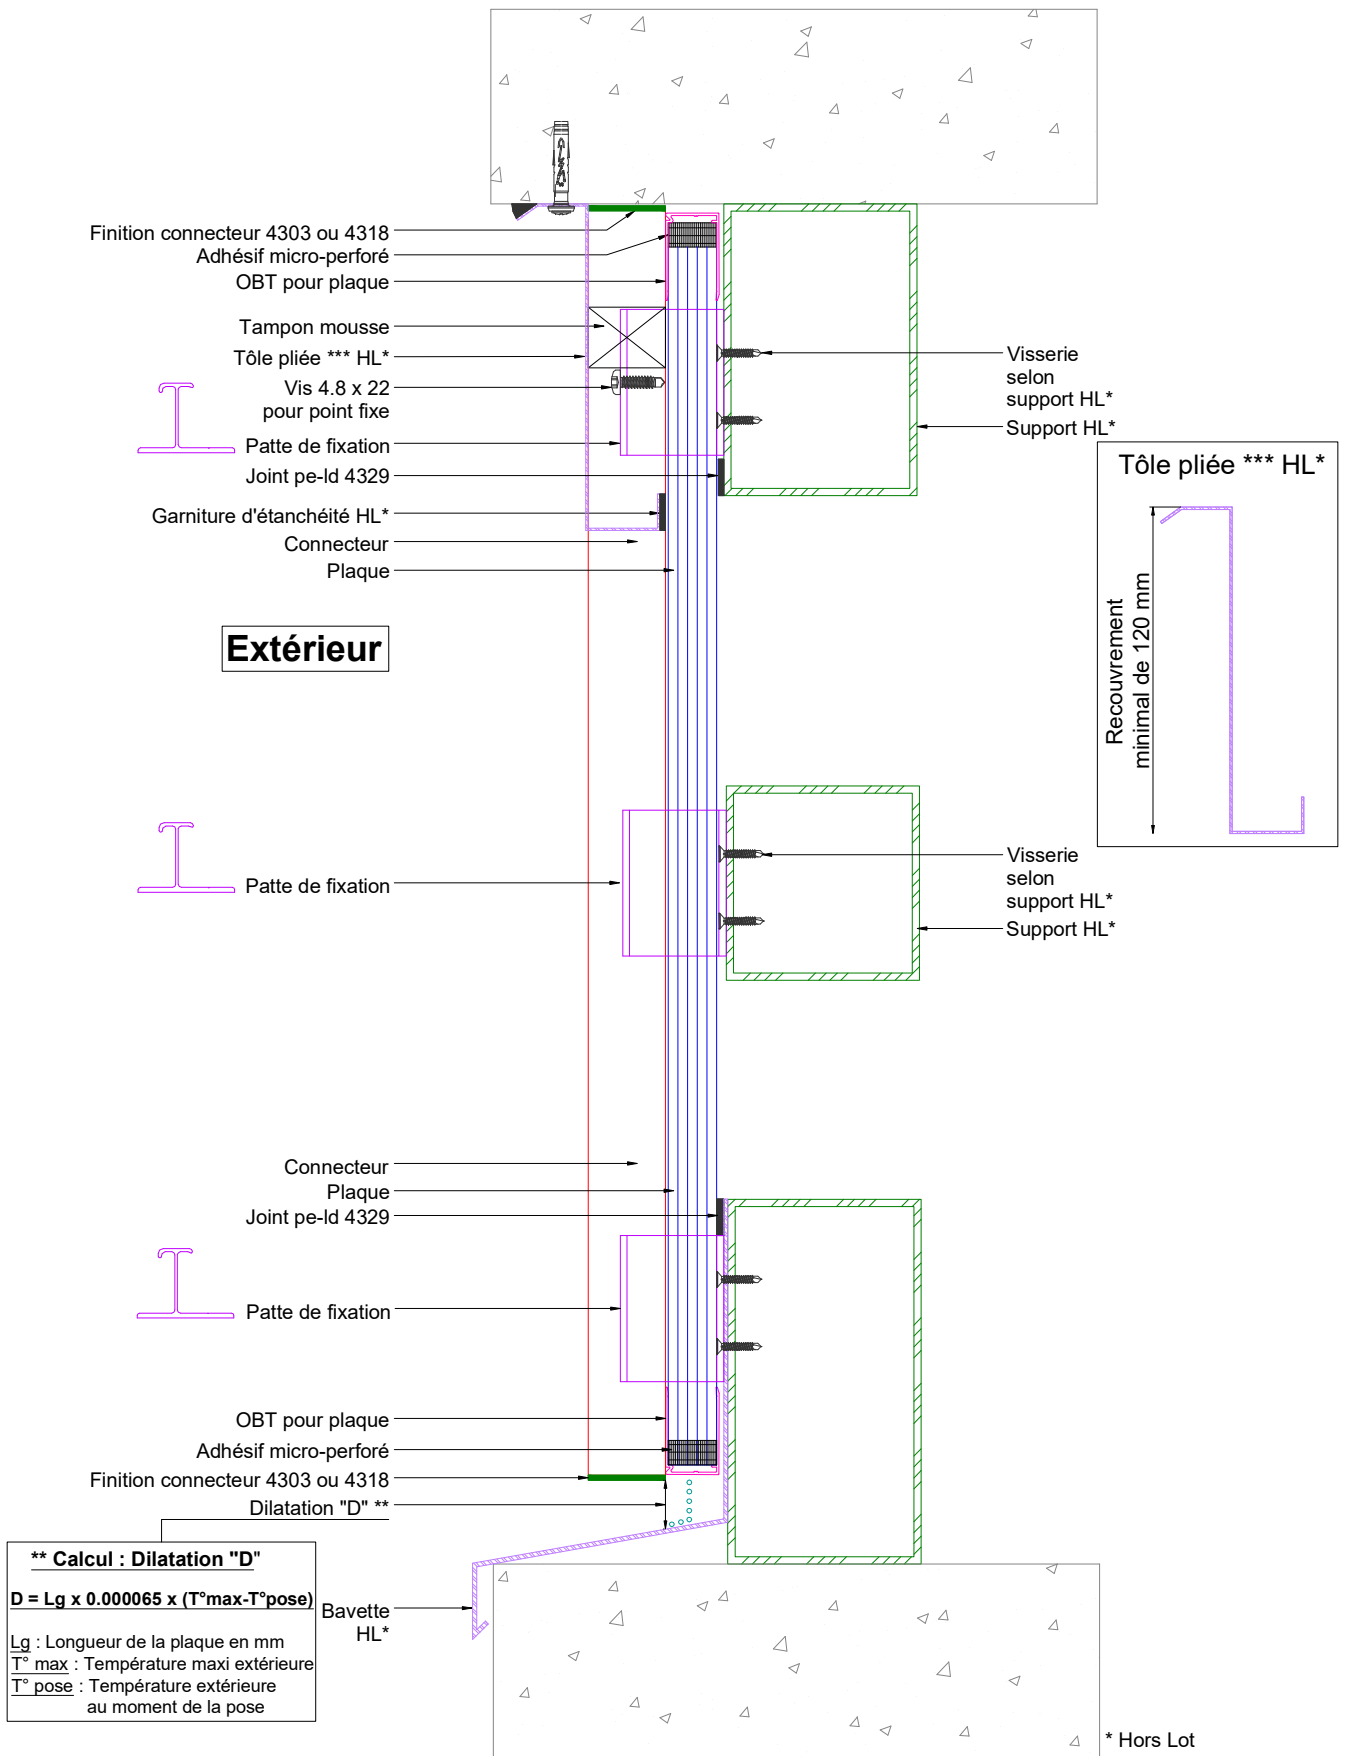 Finition connecteur 4303 ou 4318
Adhésif micro-perforé
OBT pour plaque
Tampon mousse
Tôle pliée *** HL*
Vis 4.8 x 22
pour point fixe
Patte de fixation
Joint pe-ld 4329
Garniture d'étanchéité HL*
Connecteur
Plaque
Visserie
selon
support HL*
Support HL*
Tôle pliée *** HL*
Recouvrement
minimal de 120 mm
Extérieur
Patte de fixation
Visserie
selon
support HL*
Support HL*
Connecteur
Plaque
Joint pe-ld 4329
Patte de fixation
OBT pour plaque
Adhésif micro-perforé
Finition connecteur 4303 ou 4318
Dilatation "D" **
** Calcul : Dilatation "D"
D = Lg x 0.000065 x (T°max-T°pose)
Lg : Longueur de la plaque en mm
T° max : Température maxi extérieure
T° pose : Température extérieure
au moment de la pose
Bavette
HL*
* Hors Lot